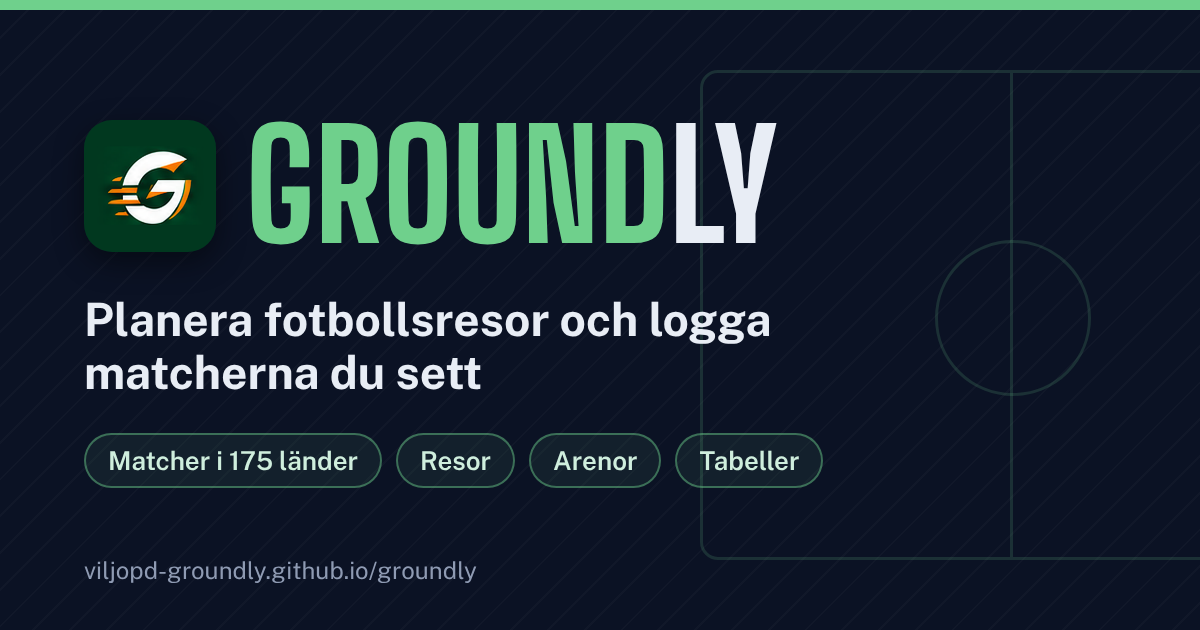 GROUNDLY
Planera fotbollsresor och logga
matcherna du sett
Matcher i 175 länder Resor Arenor Tabeller
viljopd-groundly.github.io/groundly